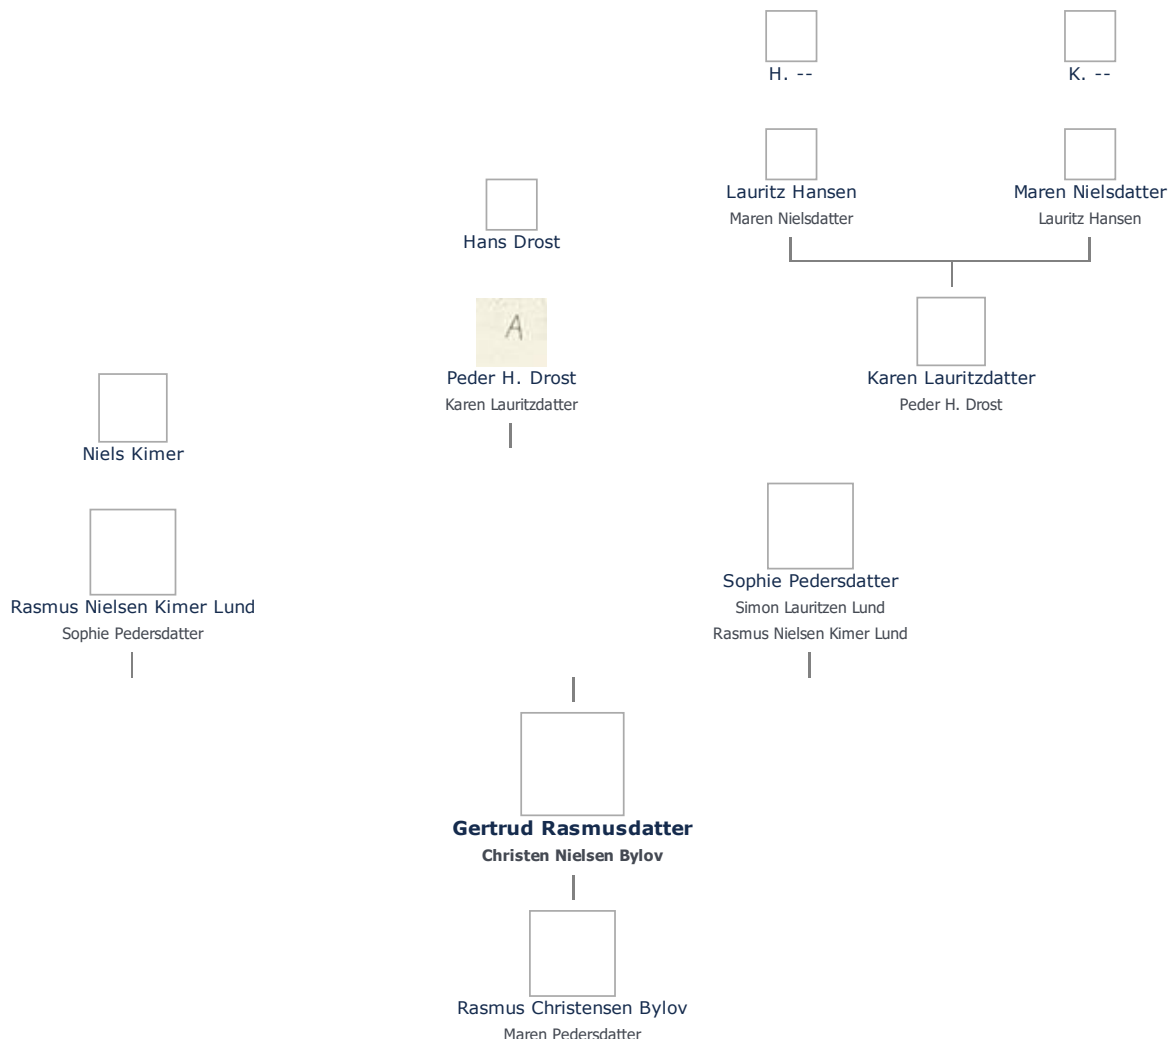 H. --
K. --
Lauritz Hansen
Maren Nielsdatter
Maren Nielsdatter
Lauritz Hansen
Hans Drost
A
Peder H. Drost
Karen Lauritzdatter
Karen Lauritzdatter
Peder H. Drost
Niels Kimer
Rasmus Nielsen Kimer Lund
Sophie Pedersdatter
Sophie Pedersdatter
Simon Lauritzen Lund
Rasmus Nielsen Kimer Lund
Gertrud Rasmusdatter
Christen Nielsen Bylov
Rasmus Christensen Bylov
Maren Pedersdatter